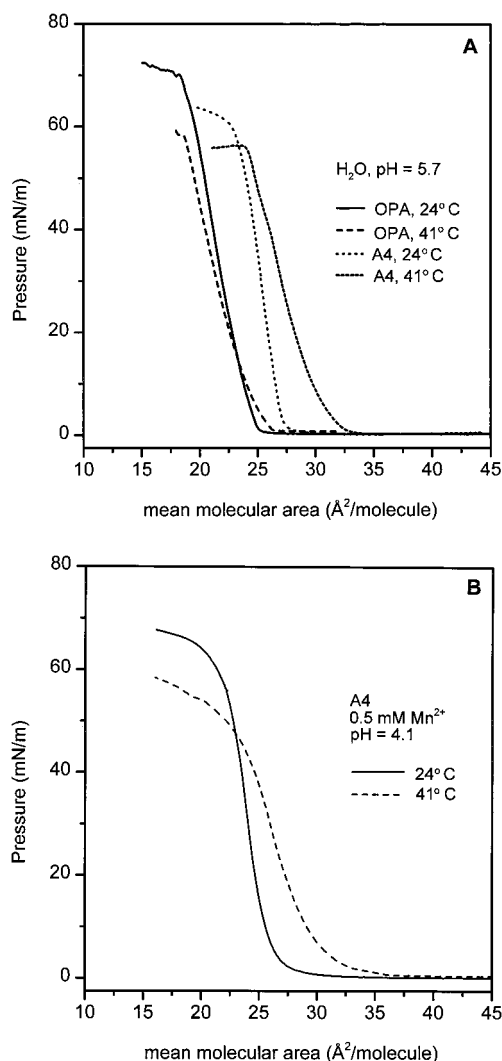 80
A
60
H₂O, pH = 5.7
OPA, 24° C
OPA, 41° C
A4, 24° C
A4, 41° C
40
20
0
Pressure (mN/m)
10 15 20 25 30 35 40 45
mean molecular area (Å²/molecule)
80
B
60
A4
0.5 mM Mn²⁺
pH = 4.1
24° C
41° C
40
20
0
Pressure (mN/m)
10 15 20 25 30 35 40 45
mean molecular area (Å²/molecule)